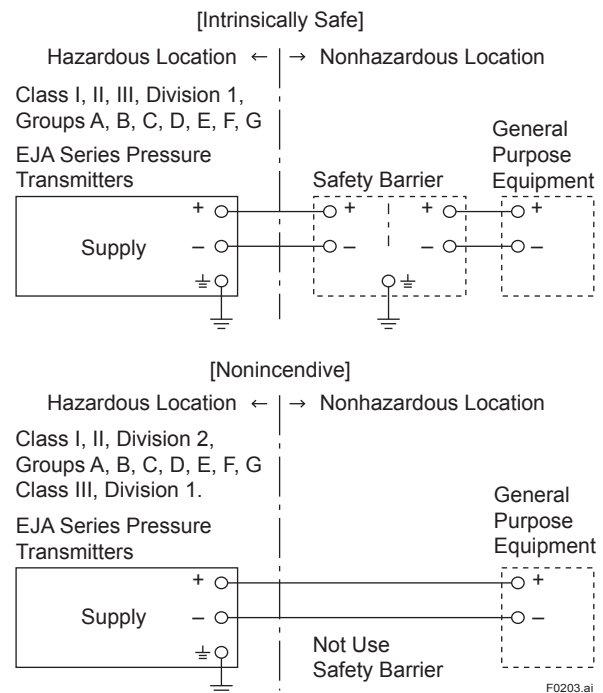 [Intrinsically Safe]
Hazardous Location ← → Nonhazardous Location
Class I, II, III, Division 1,
Groups A, B, C, D, E, F, G
EJA Series Pressure
Transmitters
Safety Barrier
General
Purpose
Equipment
+ + + +
Supply – – – –
[Nonincendive]
Hazardous Location ← → Nonhazardous Location
Class I, II, Division 2,
Groups A, B, C, D, E, F, G
Class III, Division 1.
EJA Series Pressure
Transmitters
General
Purpose
Equipment
+ +
Supply – –
Not Use
Safety Barrier
F0203.ai